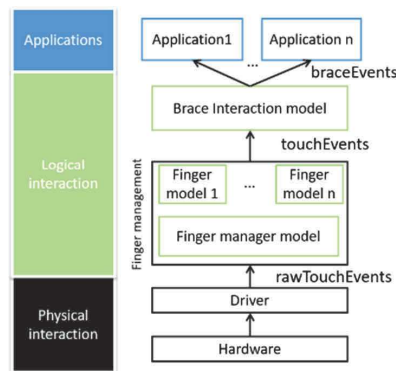 Applications
Application1
Application n
...
braceEvents
Brace Interaction model
touchEvents
Logical
interaction
Finger management
Finger
model 1
...
Finger
model n
Finger manager model
rawTouchEvents
Physical
interaction
Driver
Hardware